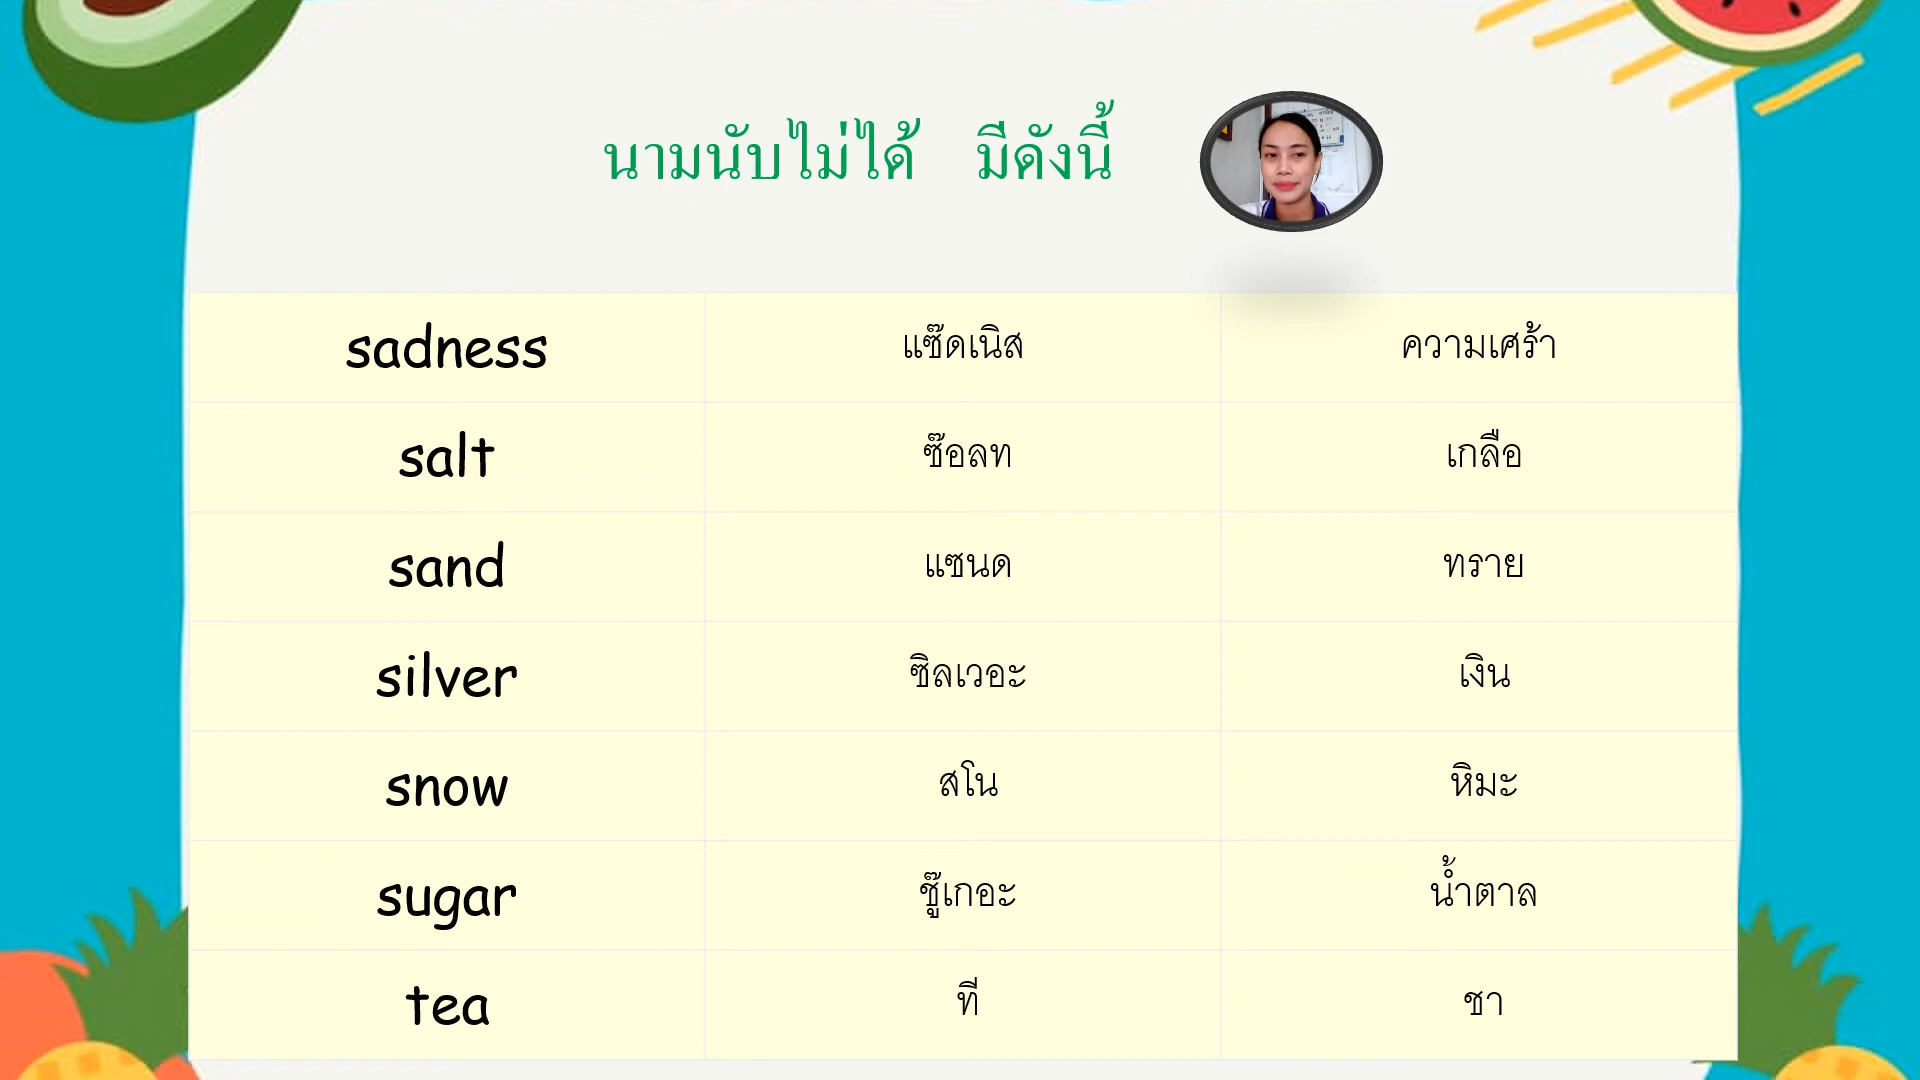 นามนับไม่ได้ มีดังนี้
sadness แซ๊ดเนิส ความเศร้า
salt ซ๊อลท เกลือ
sand แซนด ทราย
silver ซิลเวอะ เงิน
snow สโน หิมะ
sugar ชู๊เกอะ น้ำตาล
tea ที ชา